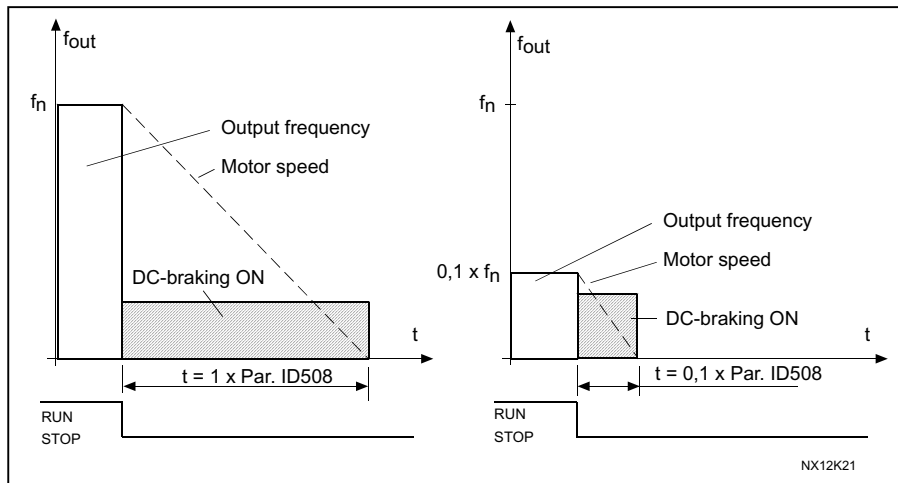 fout
fn
Output frequency
Motor speed
DC-braking ON
t
t = 1 x Par. ID508
RUN
STOP
fout
fn
Output frequency
Motor speed
0,1 x fn
DC-braking ON
t
t = 0,1 x Par. ID508
RUN
STOP
NX12K21